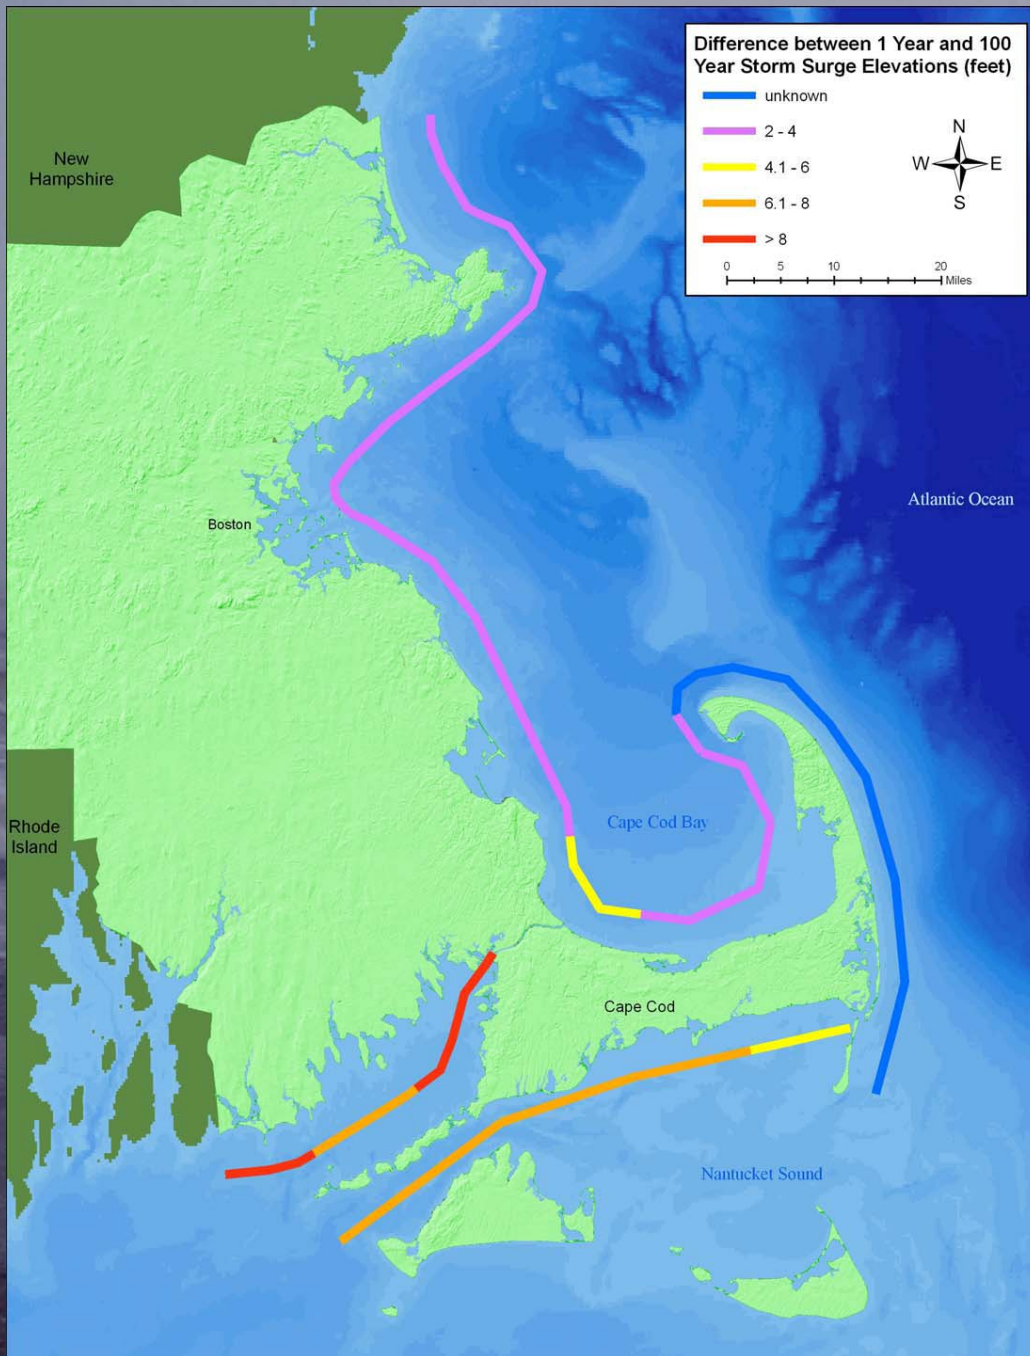 Difference between 1 Year and 100
Year Storm Surge Elevations (feet)
unknown
2 - 4
4.1 - 6
6.1 - 8
> 8
N
W
E
S
0
5
10
20
Miles
New
Hampshire
Atlantic Ocean
Boston
Rhode
Island
Cape Cod Bay
Cape Cod
Nantucket Sound